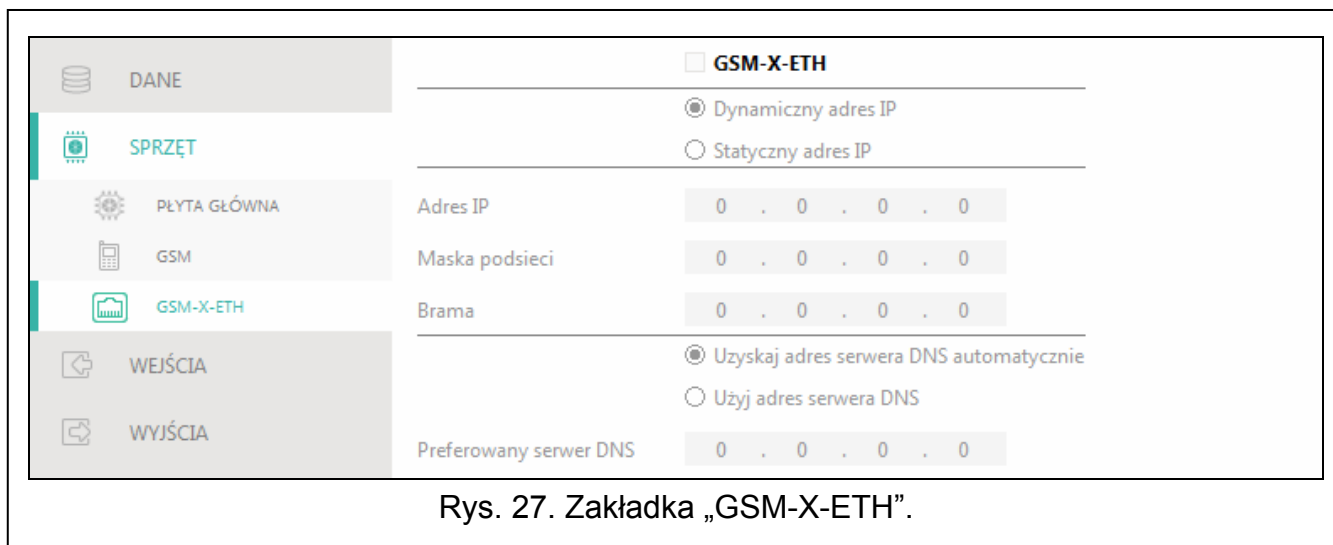 DANE
SPRZĘT
PŁYTA GŁÓWNA
GSM
GSM-X-ETH
WEJŚCIA
WYJŚCIA
GSM-X-ETH
Dynamiczny adres IP
Statyczny adres IP
Adres IP 0 . 0 . 0 . 0
Maska podsieci 0 . 0 . 0 . 0
Brama 0 . 0 . 0 . 0
Uzyskaj adres serwera DNS automatycznie
Użyj adres serwera DNS
Preferowany serwer DNS 0 . 0 . 0 . 0
Rys. 27. Zakładka „GSM-X-ETH”.